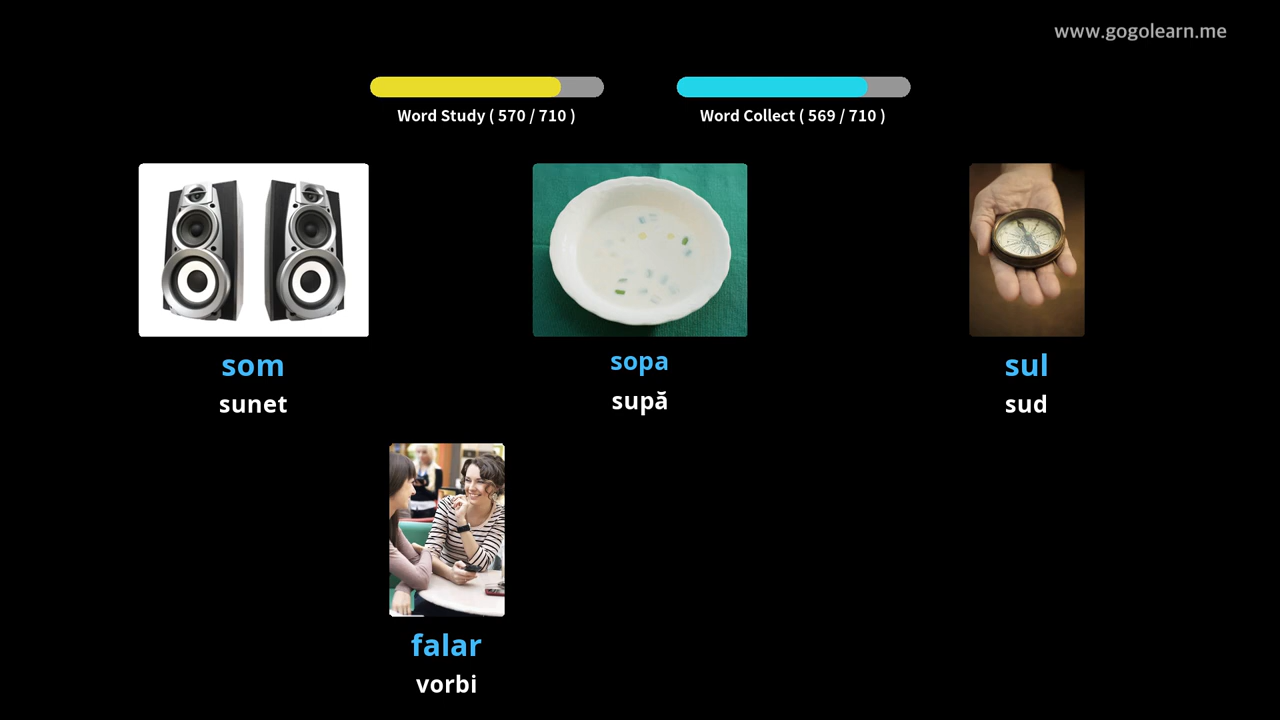 www.gogolearn.me
Word Study ( 570 / 710 )
Word Collect ( 569 / 710 )
som
sunet
sopa
supă
sul
sud
falar
vorbi